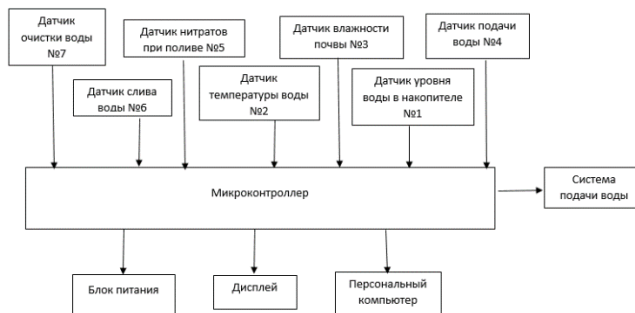 Датчик
очистки воды
№7
Датчик нитратов
при поливе №5
Датчик влажности
почвы №3
Датчик подачи
воды №4
Датчик слива
воды №6
Датчик
температуры воды
№2
Датчик уровня
воды в накопителе
№1
Микроконтроллер
Система
подачи воды
Блок питания
Дисплей
Персональный
компьютер